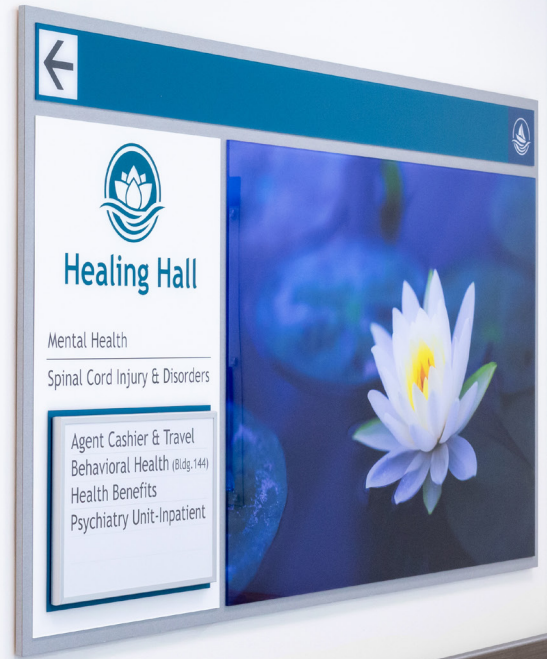 Healing Hall
Mental Health
Spinal Cord Injury & Disorders
Agent Cashier & Travel
Behavioral Health (Bldg.144)
Health Benefits
Psychiatry Unit-Inpatient